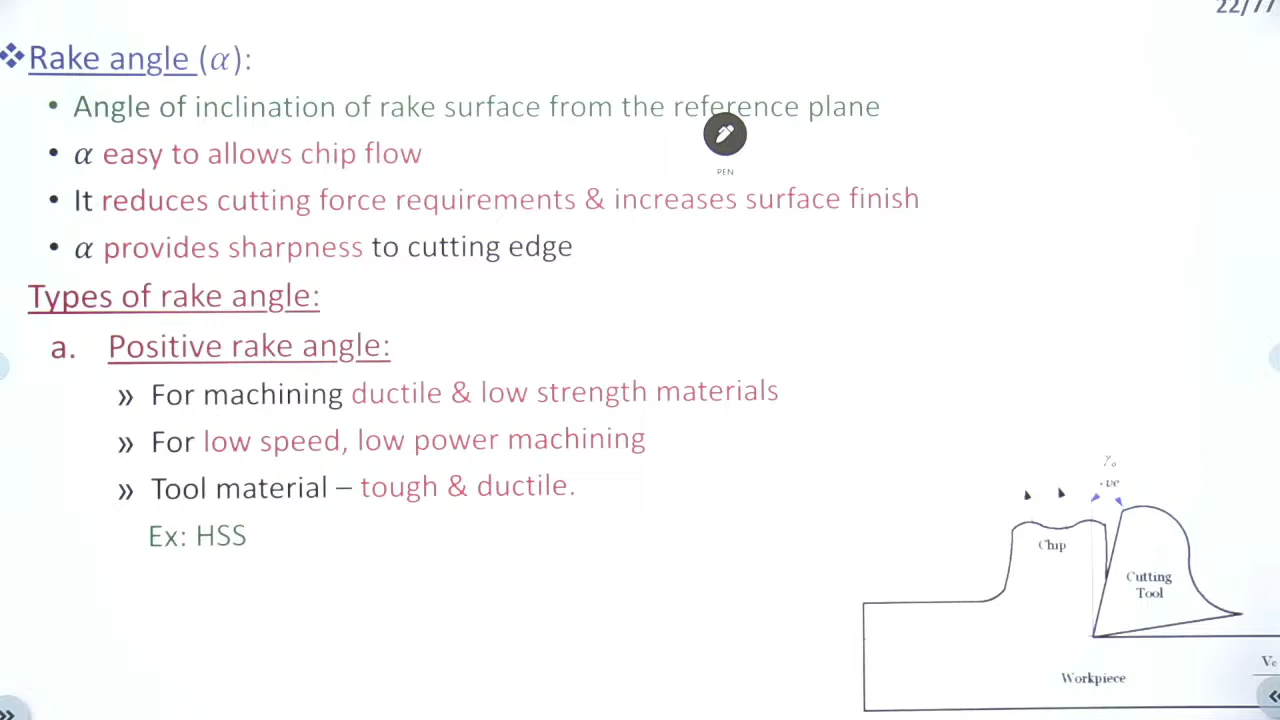 22/77
❖Rake angle (α):
• Angle of inclination of rake surface from the reference plane
• α easy to allows chip flow
PEN
• It reduces cutting force requirements & increases surface finish
• α provides sharpness to cutting edge
Types of rake angle:
a. Positive rake angle:
» For machining ductile & low strength materials
» For low speed, low power machining
» Tool material – tough & ductile.
Ex: HSS
γₒ
+ve
Chip
Cutting
Tool
Workpiece
Vc